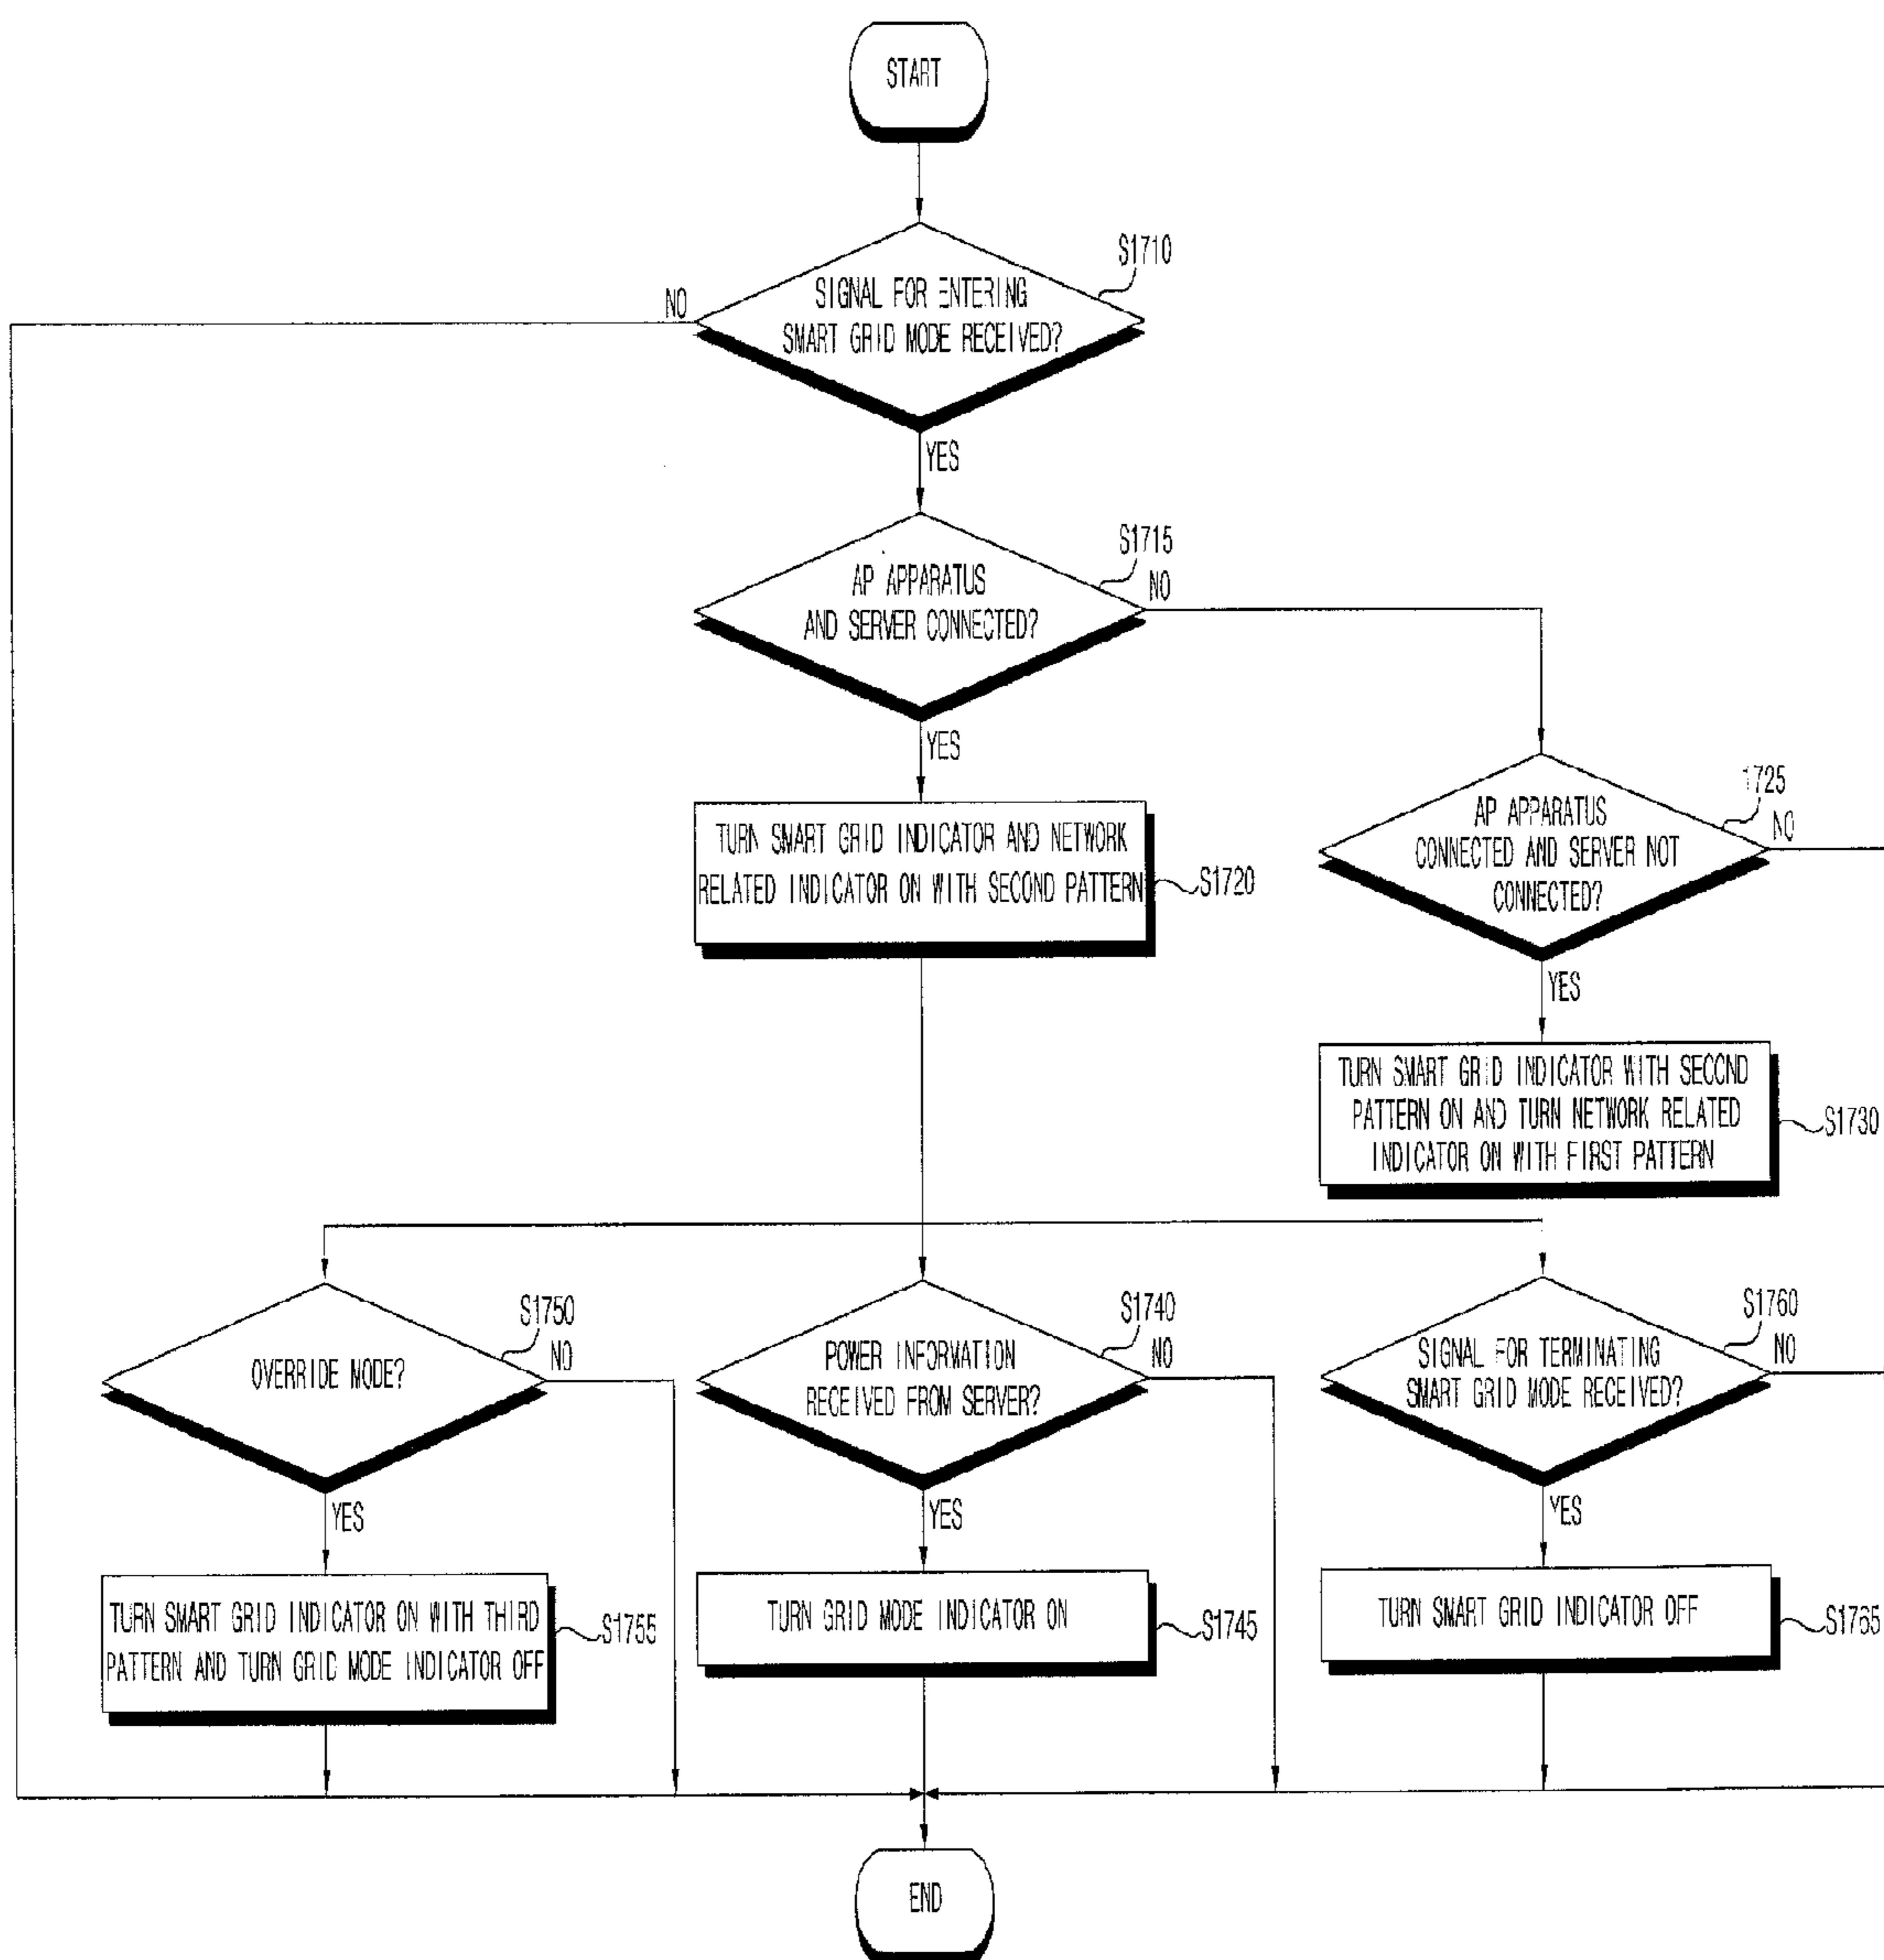 START
S1710
SIGNAL FOR ENTERING
SMART GRID MODE RECEIVED?
NO
YES
S1715
AP APPARATUS
AND SERVER CONNECTED?
NO
YES
1725
AP APPARATUS
CONNECTED AND SERVER NOT
CONNECTED?
NO
YES
TURN SMART GRID INDICATOR AND NETWORK
RELATED INDICATOR ON WITH SECOND PATTERN
S1720
TURN SMART GRID INDICATOR WITH SECOND
PATTERN ON AND TURN NETWORK RELATED
INDICATOR ON WITH FIRST PATTERN
S1730
S1750
OVERRIDE MODE?
NO
YES
S1740
POWER INFORMATION
RECEIVED FROM SERVER?
NO
YES
S1760
SIGNAL FOR TERMINATING
SMART GRID MODE RECEIVED?
NO
YES
TURN SMART GRID INDICATOR ON WITH THIRD
PATTERN AND TURN GRID MODE INDICATOR OFF
S1755
TURN GRID MODE INDICATOR ON
S1745
TURN SMART GRID INDICATOR OFF
S1765
END